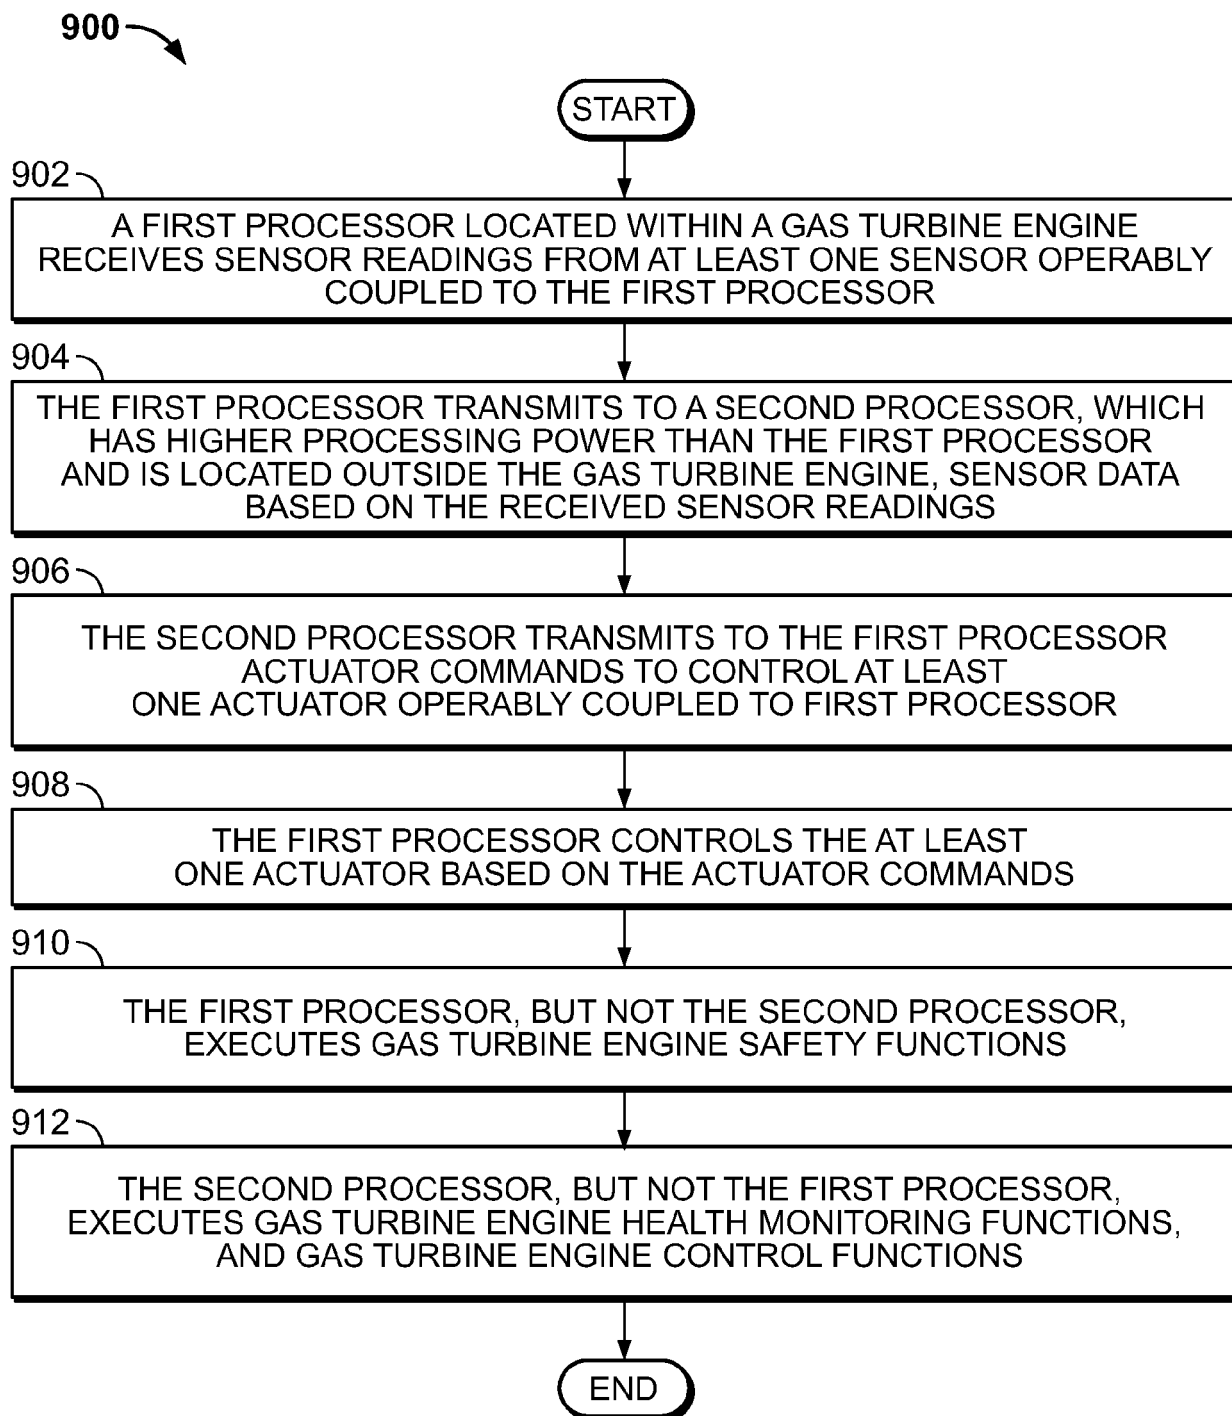 900
START
902
A FIRST PROCESSOR LOCATED WITHIN A GAS TURBINE ENGINE
RECEIVES SENSOR READINGS FROM AT LEAST ONE SENSOR OPERABLY
COUPLED TO THE FIRST PROCESSOR
904
THE FIRST PROCESSOR TRANSMITS TO A SECOND PROCESSOR, WHICH
HAS HIGHER PROCESSING POWER THAN THE FIRST PROCESSOR
AND IS LOCATED OUTSIDE THE GAS TURBINE ENGINE, SENSOR DATA
BASED ON THE RECEIVED SENSOR READINGS
906
THE SECOND PROCESSOR TRANSMITS TO THE FIRST PROCESSOR
ACTUATOR COMMANDS TO CONTROL AT LEAST
ONE ACTUATOR OPERABLY COUPLED TO FIRST PROCESSOR
908
THE FIRST PROCESSOR CONTROLS THE AT LEAST
ONE ACTUATOR BASED ON THE ACTUATOR COMMANDS
910
THE FIRST PROCESSOR, BUT NOT THE SECOND PROCESSOR,
EXECUTES GAS TURBINE ENGINE SAFETY FUNCTIONS
912
THE SECOND PROCESSOR, BUT NOT THE FIRST PROCESSOR,
EXECUTES GAS TURBINE ENGINE HEALTH MONITORING FUNCTIONS,
AND GAS TURBINE ENGINE CONTROL FUNCTIONS
END